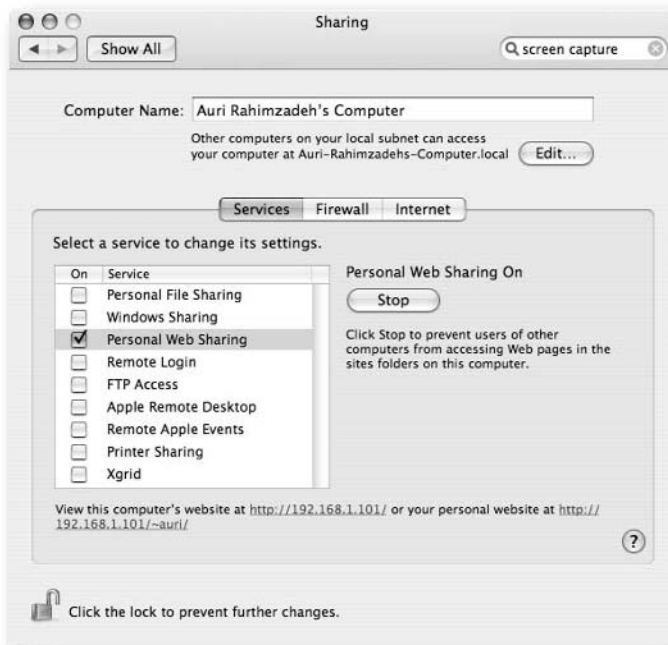 Sharing
Show All
screen capture
Computer Name: Auri Rahimzadeh's Computer
Other computers on your local subnet can access
your computer at Auri-Rahimzadehs-Computer.local
Edit...
Services Firewall Internet
Select a service to change its settings.
On Service
Personal File Sharing
Windows Sharing
Personal Web Sharing
Remote Login
FTP Access
Apple Remote Desktop
Remote Apple Events
Printer Sharing
Xgrid
Personal Web Sharing On
Stop
Click Stop to prevent users of other
computers from accessing Web pages in the
sites folders on this computer.
View this computer's website at http://192.168.1.101/ or your personal website at http://
192.168.1.101/~auri/
?
Click the lock to prevent further changes.